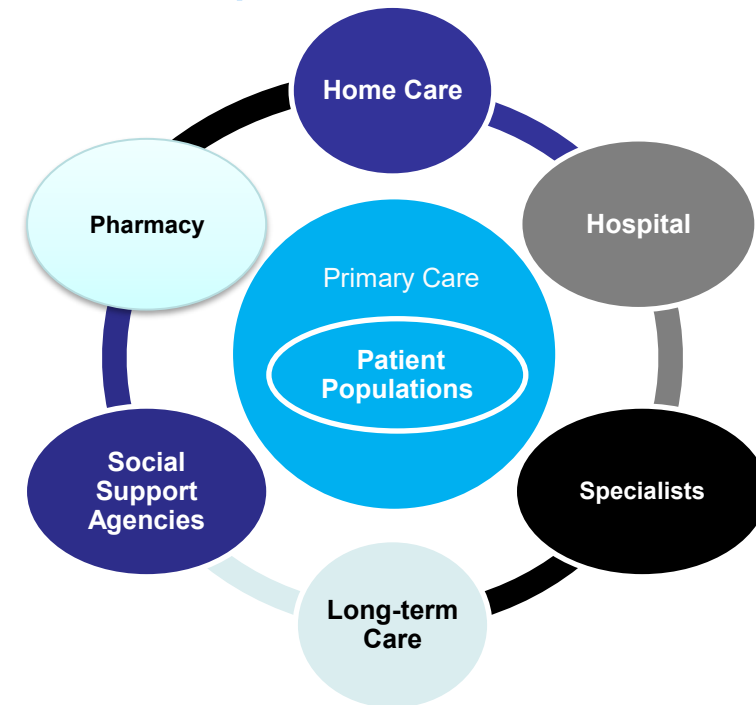 Home Care
Pharmacy
Hospital
Primary Care
Patient
Populations
Social
Support
Agencies
Specialists
Long-term
Care